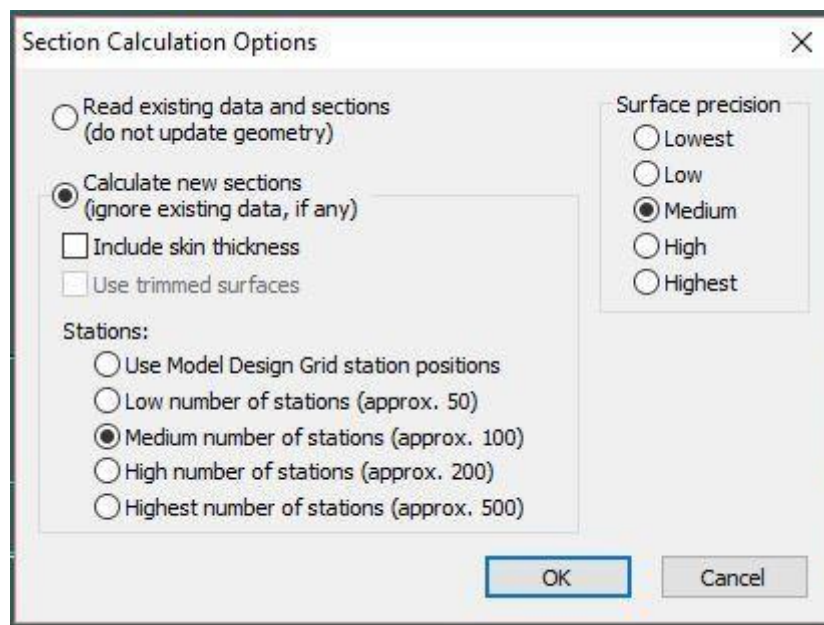 Section Calculation Options
Read existing data and sections
(do not update geometry)
Calculate new sections
(ignore existing data, if any)
Include skin thickness
Use trimmed surfaces
Stations:
Use Model Design Grid station positions
Low number of stations (approx. 50)
Medium number of stations (approx. 100)
High number of stations (approx. 200)
Highest number of stations (approx. 500)
Surface precision
Lowest
Low
Medium
High
Highest
OK
Cancel